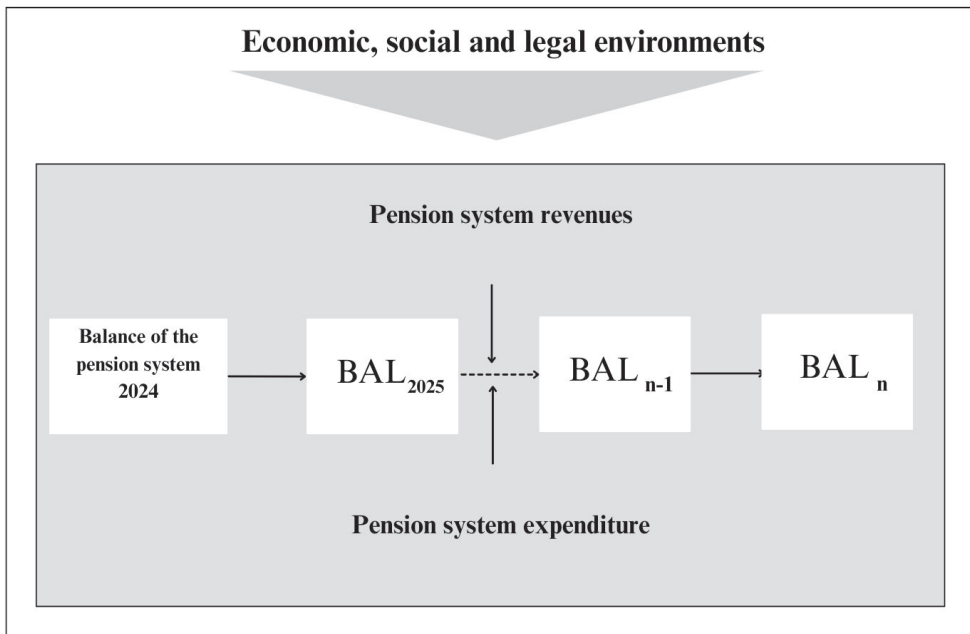 Economic, social and legal environments
Pension system revenues
Balance of the
pension system
2024
BAL2025
BAL n-1
BAL n
Pension system expenditure